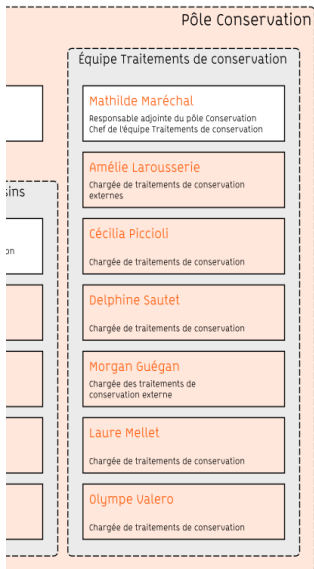 Pôle Conservation
Équipe Traitements de conservation
Mathilde Maréchal
Responsable adjointe du pôle Conservation
Chef de l'équipe Traitements de conservation
Amélie Larousserie
Chargée de traitements de conservation
externes
Cécilia Piccioli
Chargée de traitements de conservation
Delphine Sautet
Chargée de traitements de conservation
Morgan Guégan
Chargée des traitements de
conservation externe
Laure Mellet
Chargée de traitements de conservation
Olympe Valero
Chargée de traitements de conservation
sins
on